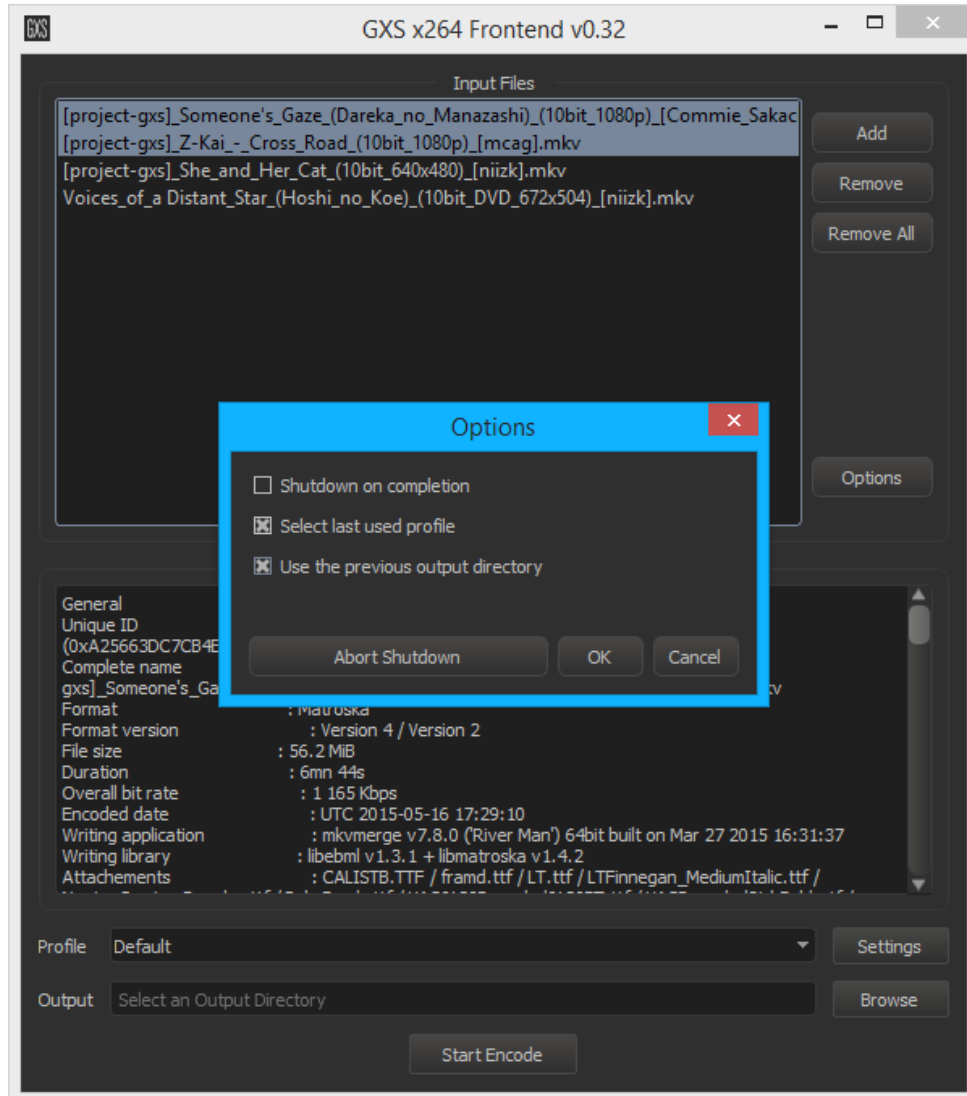 GXS
GXS x264 Frontend v0.32
Input Files
[project-gxs]_Someone's_Gaze_(Dareka_no_Manazashi)_(10bit_1080p)_[Commie_Sakac
[project-gxs]_Z-Kai_-_Cross_Road_(10bit_1080p)_[mcag].mkv
[project-gxs]_She_and_Her_Cat_(10bit_640x480)_[niizk].mkv
Voices_of_a Distant_Star_(Hoshi_no_Koe)_(10bit_DVD_672x504)_[niizk].mkv
Add
Remove
Remove All
Options
Options
Shutdown on completion
Select last used profile
Use the previous output directory
Abort Shutdown
OK
Cancel
General
Unique ID
(0xA25663DC7CB4E
Complete name
gxs]_Someone's_Ga
Format : Matroska
Format version : Version 4 / Version 2
File size : 56.2 MiB
Duration : 6mn 44s
Overall bit rate : 1 165 Kbps
Encoded date : UTC 2015-05-16 17:29:10
Writing application : mkvmerge v7.8.0 ('River Man') 64bit built on Mar 27 2015 16:31:37
Writing library : libebml v1.3.1 + libmatroska v1.4.2
Attachements : CALISTB.TTF / framd.ttf / LT.ttf / LTFinnegan_MediumItalic.ttf /
Profile
Default
Settings
Output
Select an Output Directory
Browse
Start Encode